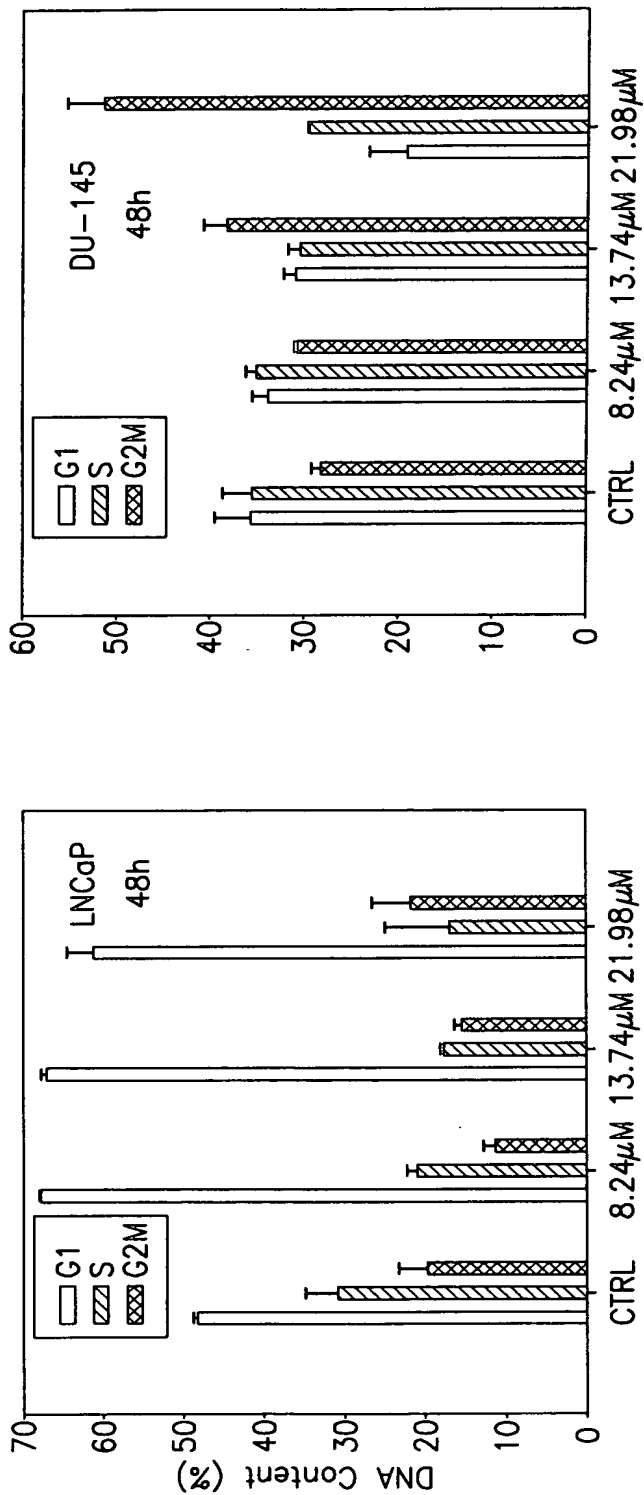 DNA Content (%)
70
60
50
40
30
20
10
0
G1
S
G2M
LNCaP
48h
CTRL 8.24μM 13.74μM 21.98μM
60
50
40
30
20
10
0
G1
S
G2M
DU-145
48h
CTRL 8.24μM 13.74μM 21.98μM